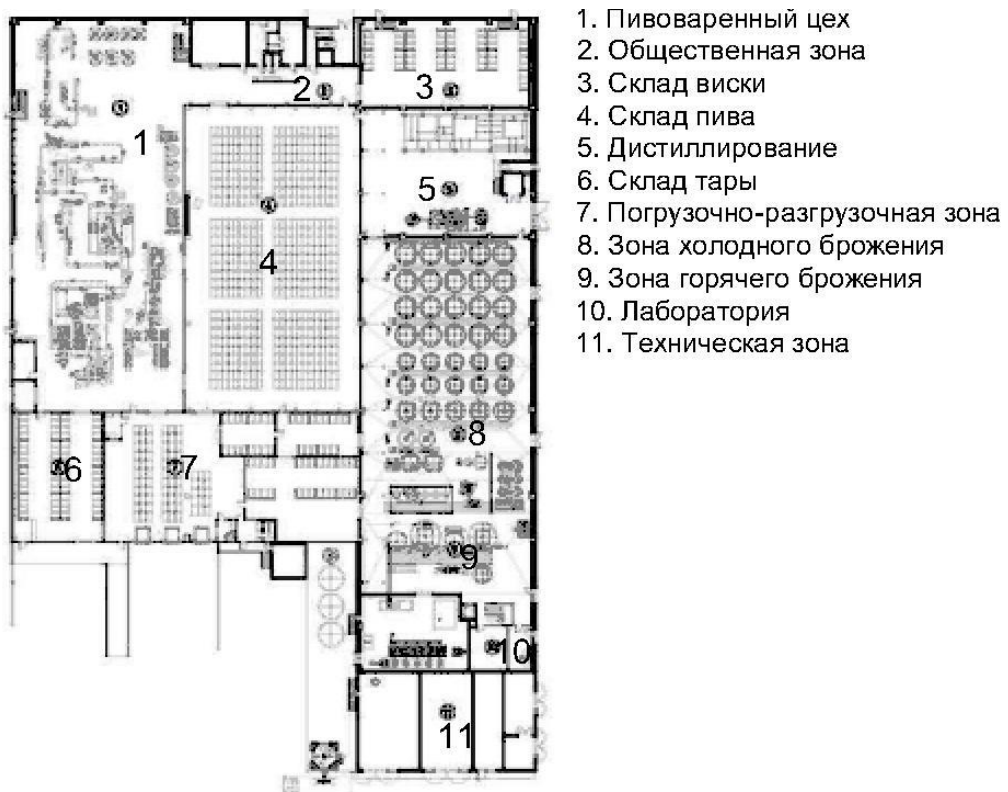 1. Пивоваренный цех
2. Общественная зона
3. Склад виски
4. Склад пива
5. Дистиллирование
6. Склад тары
7. Погрузочно-разгрузочная зона
8. Зона холодного брожения
9. Зона горячего брожения
10. Лаборатория
11. Техническая зона
2
3
1
5
4
8
6
7
9
10
11